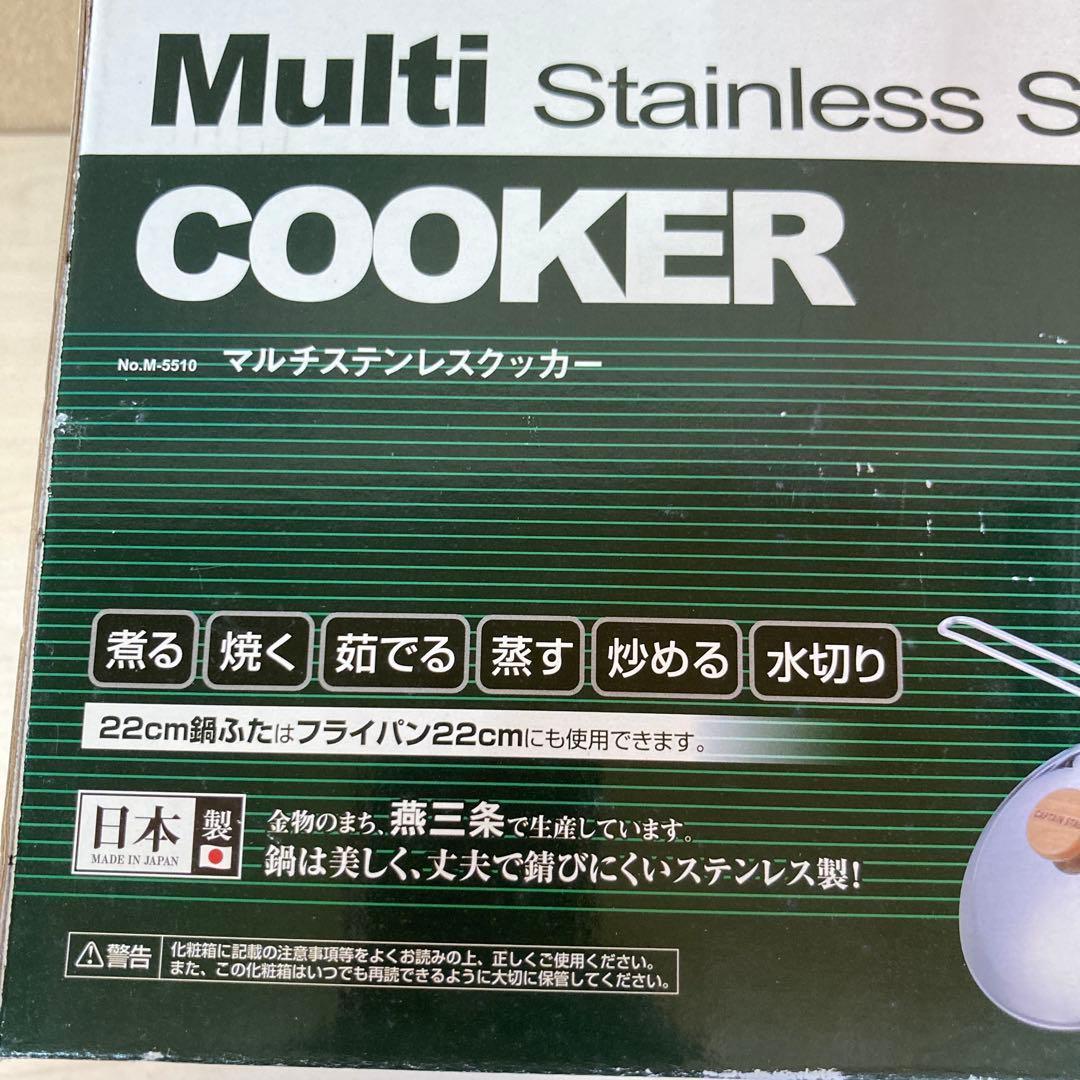 Multi Stainless S
COOKER
No.M-5510 マルチステンレスクッカー
煮る 焼く 茹でる 蒸す 炒める 水切り
22cm鍋ふたはフライパン22cmにも使用できます。
日本製
MADE IN JAPAN
金物のまち、燕三条で生産しています。
鍋は美しく、丈夫で錆びにくいステンレス製!
CAPTAIN STA
警告
化粧箱に記載の注意事項等をよくお読みの上、正しくご使用ください。
また、この化粧箱はいつでも再読できるように大切に保管してください。